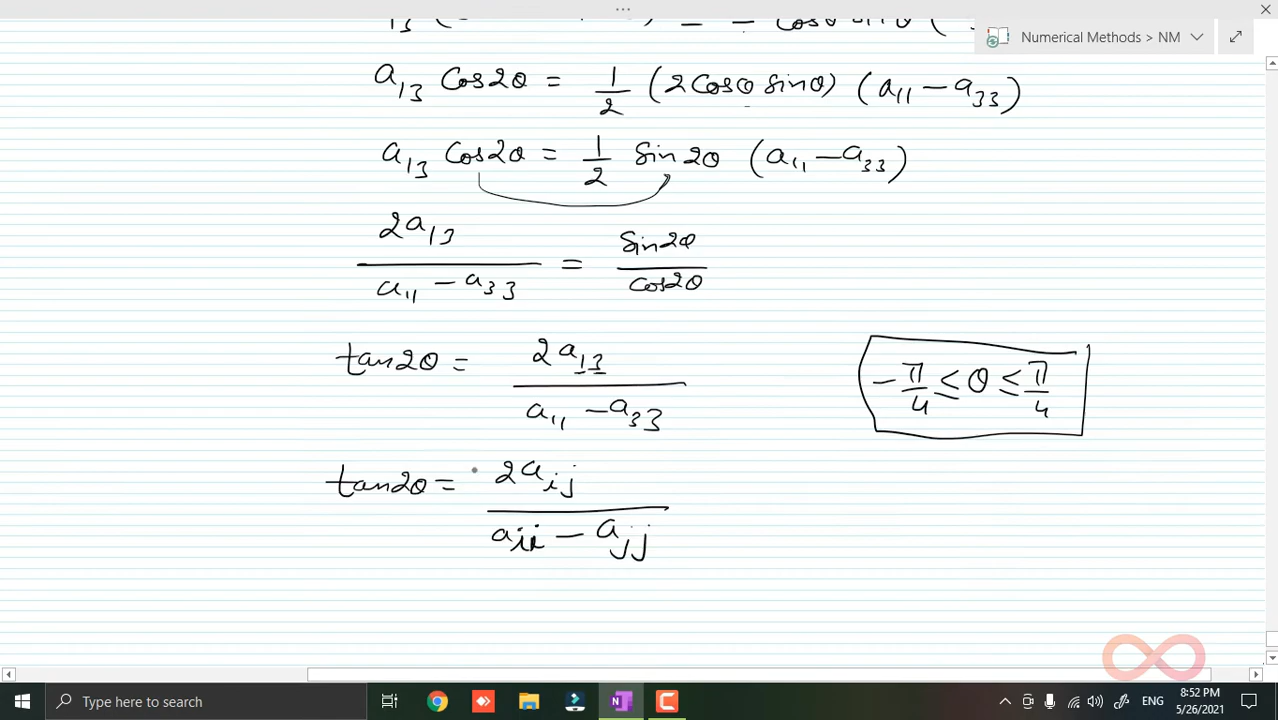 Numerical Methods > NM
a₁₃ Cos2θ = 1/2 (2Cosθ Sinθ) (a₁₁ − a₃₃)
a₁₃ Cos2θ = 1/2 Sin2θ (a₁₁ − a₃₃)
2a₁₃ / (a₁₁ − a₃₃) = Sin2θ / Cos2θ
tan2θ = 2a₁₃ / (a₁₁ − a₃₃)
−π/4 ≤ θ ≤ π/4
tan2θ = 2aᵢⱼ / (aᵢᵢ − aⱼⱼ)
Type here to search
ENG
8:52 PM
5/26/2021